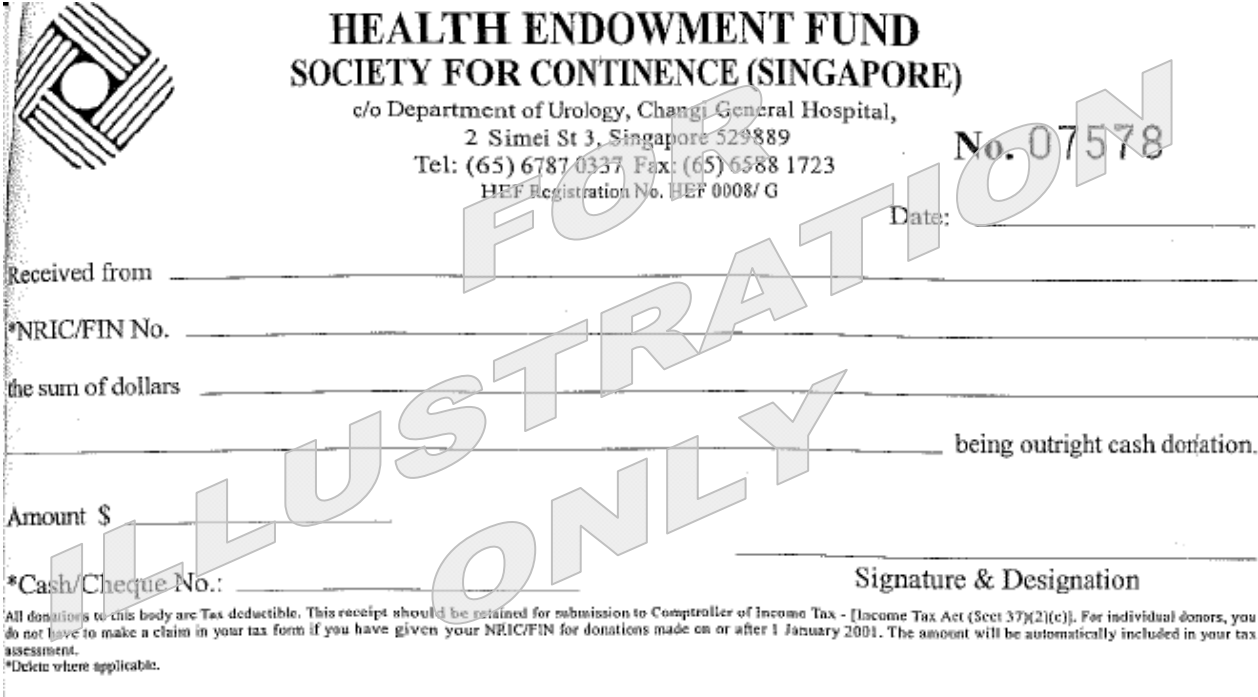 HEALTH ENDOWMENT FUND
SOCIETY FOR CONTINENCE (SINGAPORE)
c/o Department of Urology, Changi General Hospital,
2 Simei St 3, Singapore 529889
Tel: (65) 6787 0337 Fax: (65) 6588 1723
HEF Registration No. HEF 0008/ G
No. 07578
Date:
Received from
*NRIC/FIN No.
the sum of dollars
being outright cash donation.
Amount $
*Cash/Cheque No.:
Signature & Designation
All donations to this body are Tax deductible. This receipt should be retained for submission to Comptroller of Income Tax - [Income Tax Act (Sect 37)(2)(c)]. For individual donors, you
do not have to make a claim in your tax form if you have given your NRIC/FIN for donations made on or after 1 January 2001. The amount will be automatically included in your tax
assessment.
*Delete where applicable.
FOR
ILLUSTRATION
ONLY